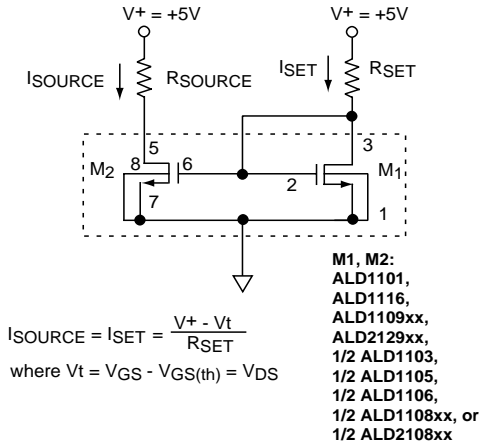 V+ = +5V
V+ = +5V
ISOURCE
RSOURCE
ISET
RSET
5
3
M2
8
6
2
M1
7
1
M1, M2:
ALD1101,
ALD1116,
ALD1109xx,
ALD2129xx,
1/2 ALD1103,
1/2 ALD1105,
1/2 ALD1106,
1/2 ALD1108xx, or
1/2 ALD2108xx
ISOURCE = ISET = V+ - Vt / RSET
where Vt = VGS - VGS(th) = VDS